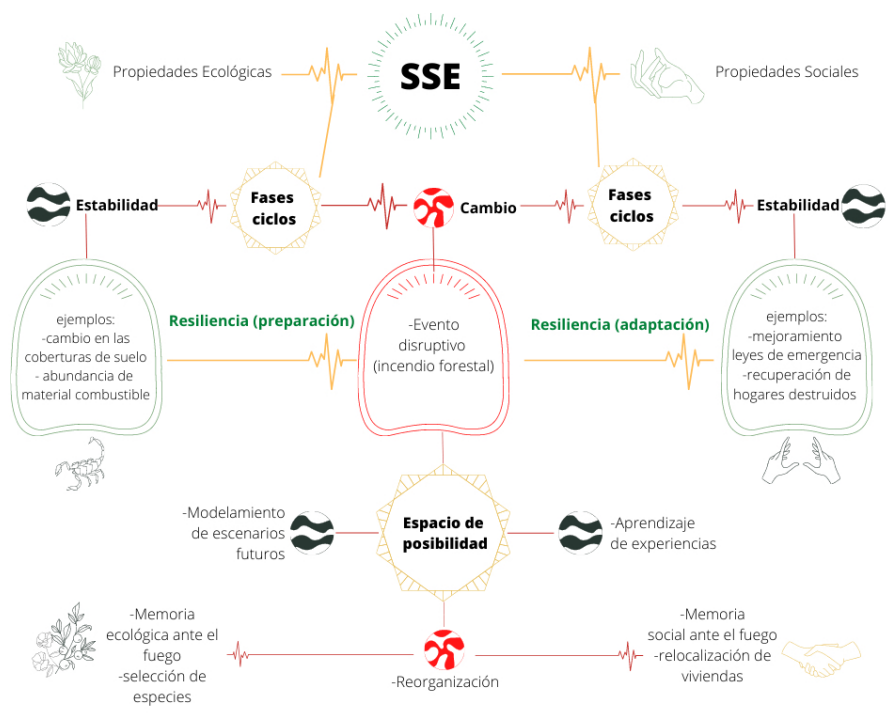 Propiedades Ecológicas
SSE
Propiedades Sociales
Estabilidad
Fases
ciclos
Cambio
Fases
ciclos
Estabilidad
ejemplos:
-cambio en las
coberturas de suelo
- abundancia de
material combustible
Resiliencia (preparación)
-Evento
disruptivo
(incendio forestal)
Resiliencia (adaptación)
ejemplos:
-mejoramiento
leyes de emergencia
-recuperación de
hogares destruidos
-Modelamiento
de escenarios
futuros
Espacio de
posibilidad
-Aprendizaje
de experiencias
-Memoria
ecológica ante el
fuego
-selección de
especies
-Reorganización
-Memoria
social ante el fuego
-relocalización de
viviendas